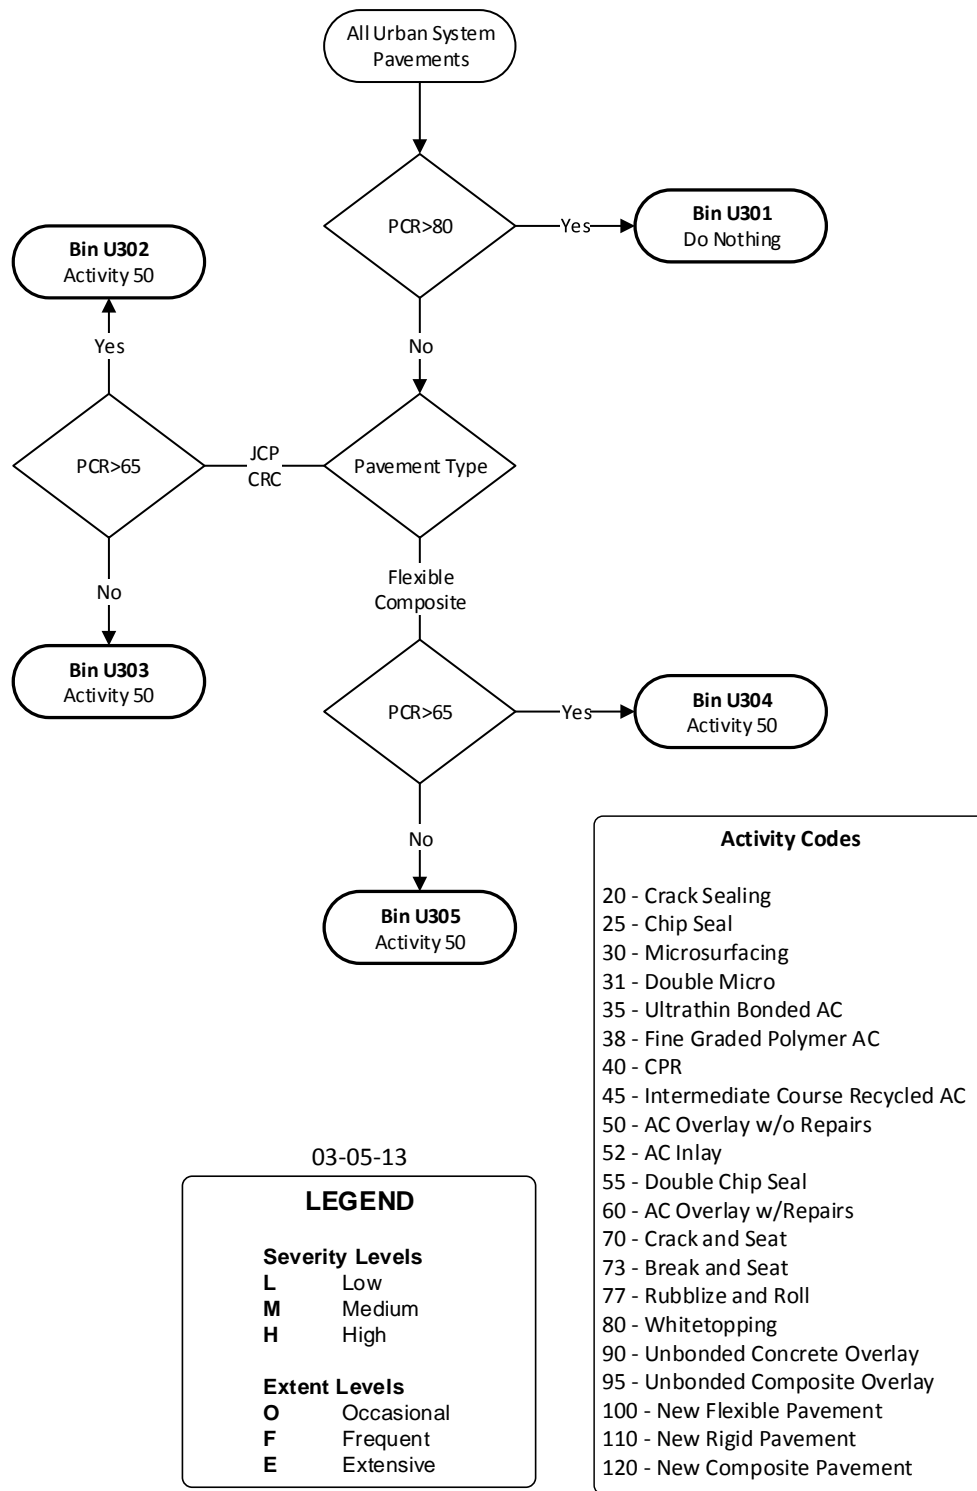 All Urban System
Pavements
PCR>80
Yes
Bin U301
Do Nothing
Bin U302
Activity 50
Yes
No
PCR>65
JCP
CRC
Pavement Type
No
Flexible
Composite
Bin U303
Activity 50
PCR>65
Yes
Bin U304
Activity 50
No
Bin U305
Activity 50
Activity Codes
20 - Crack Sealing
25 - Chip Seal
30 - Microsurfacing
31 - Double Micro
35 - Ultrathin Bonded AC
38 - Fine Graded Polymer AC
40 - CPR
45 - Intermediate Course Recycled AC
50 - AC Overlay w/o Repairs
52 - AC Inlay
55 - Double Chip Seal
60 - AC Overlay w/Repairs
70 - Crack and Seat
73 - Break and Seat
77 - Rubblize and Roll
80 - Whitetopping
90 - Unbonded Concrete Overlay
95 - Unbonded Composite Overlay
100 - New Flexible Pavement
110 - New Rigid Pavement
120 - New Composite Pavement
03-05-13
LEGEND
Severity Levels
L Low
M Medium
H High
Extent Levels
O Occasional
F Frequent
E Extensive